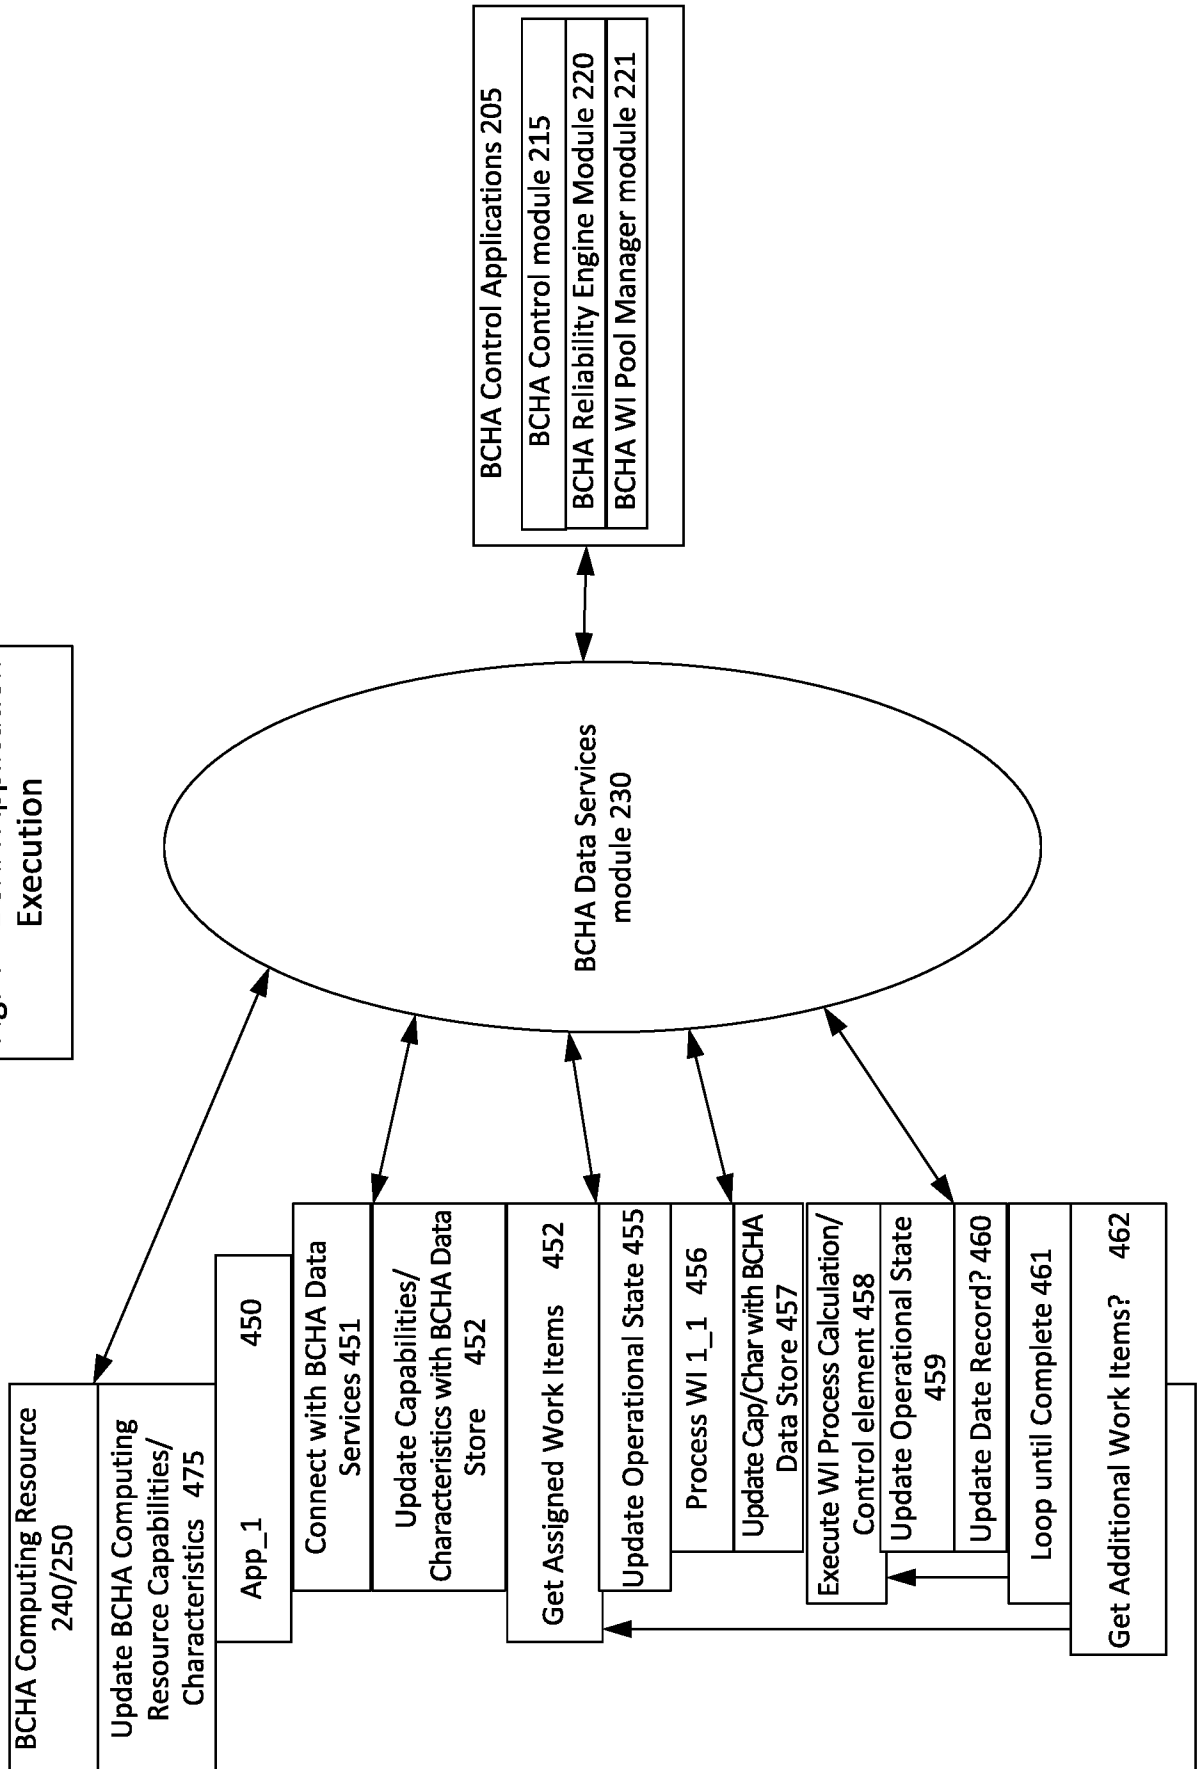 Execution
BCHA Computing Resource
240/250
Update BCHA Computing
Resource Capabilities/
Characteristics 475
App_1 450
Connect with BCHA Data
Services 451
Update Capabilities/
Characteristics with BCHA Data
Store 452
Get Assigned Work Items 452
Update Operational State 455
Process WI 1_1 456
Update Cap/Char with BCHA
Data Store 457
Execute WI Process Calculation/
Control element 458
Update Operational State
459
Update Date Record? 460
Loop until Complete 461
Get Additional Work Items? 462
BCHA Data Services
module 230
BCHA Control Applications 205
BCHA Control module 215
BCHA Reliability Engine Module 220
BCHA WI Pool Manager module 221